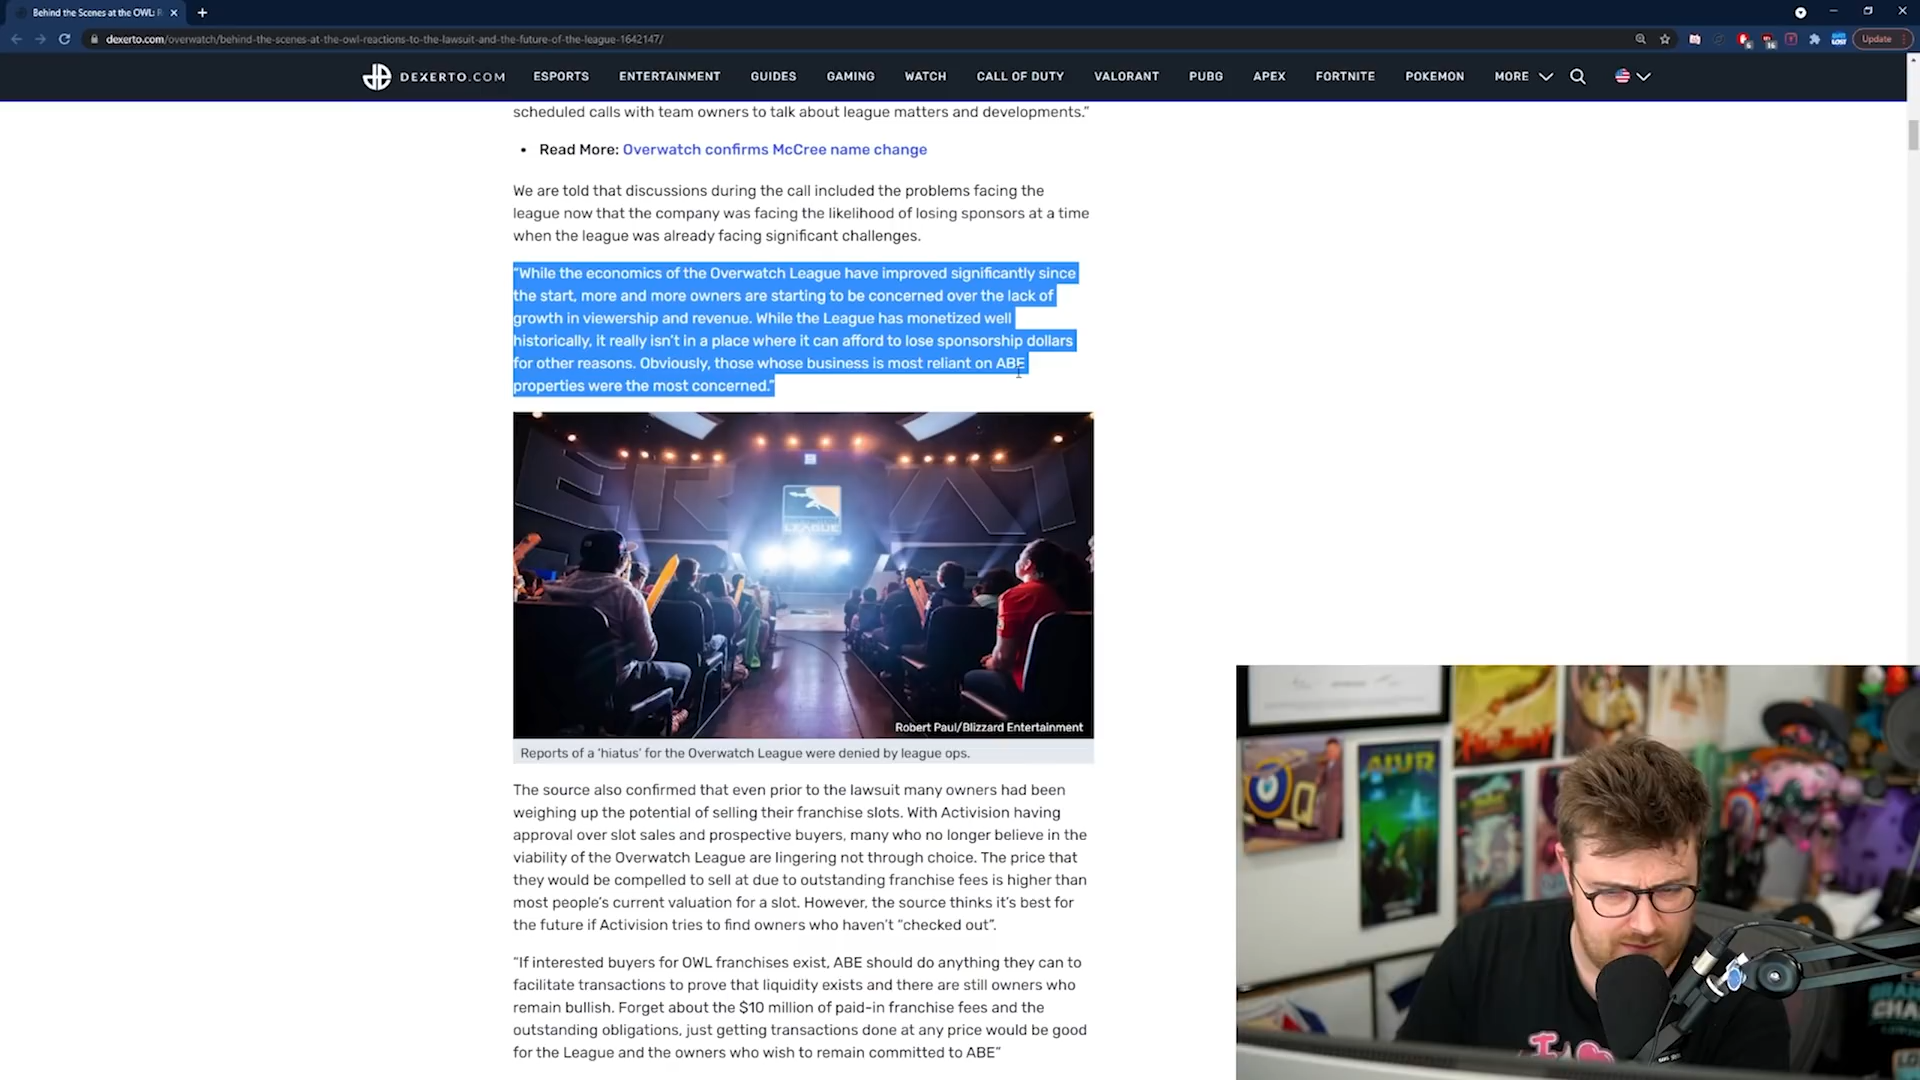 Behind the Scenes at the OWL: R
dexerto.com/overwatch/behind-the-scenes-at-the-owl-reactions-to-the-lawsuit-and-the-future-of-the-league-1642147/
Update
DEXERTO.COM ESPORTS ENTERTAINMENT GUIDES GAMING WATCH CALL OF DUTY VALORANT PUBG APEX FORTNITE POKEMON MORE
scheduled calls with team owners to talk about league matters and developments.”
• Read More: Overwatch confirms McCree name change
We are told that discussions during the call included the problems facing the
league now that the company was facing the likelihood of losing sponsors at a time
when the league was already facing significant challenges.
“While the economics of the Overwatch League have improved significantly since
the start, more and more owners are starting to be concerned over the lack of
growth in viewership and revenue. While the League has monetized well
historically, it really isn’t in a place where it can afford to lose sponsorship dollars
for other reasons. Obviously, those whose business is most reliant on ABE
properties were the most concerned.”
LEAGUE
Robert Paul/Blizzard Entertainment
Reports of a ‘hiatus’ for the Overwatch League were denied by league ops.
The source also confirmed that even prior to the lawsuit many owners had been
weighing up the potential of selling their franchise slots. With Activision having
approval over slot sales and prospective buyers, many who no longer believe in the
viability of the Overwatch League are lingering not through choice. The price that
they would be compelled to sell at due to outstanding franchise fees is higher than
most people’s current valuation for a slot. However, the source thinks it’s best for
the future if Activision tries to find owners who haven’t “checked out”.
“If interested buyers for OWL franchises exist, ABE should do anything they can to
facilitate transactions to prove that liquidity exists and there are still owners who
remain bullish. Forget about the $10 million of paid-in franchise fees and the
outstanding obligations, just getting transactions done at any price would be good
for the League and the owners who wish to remain committed to ABE”
AIUR